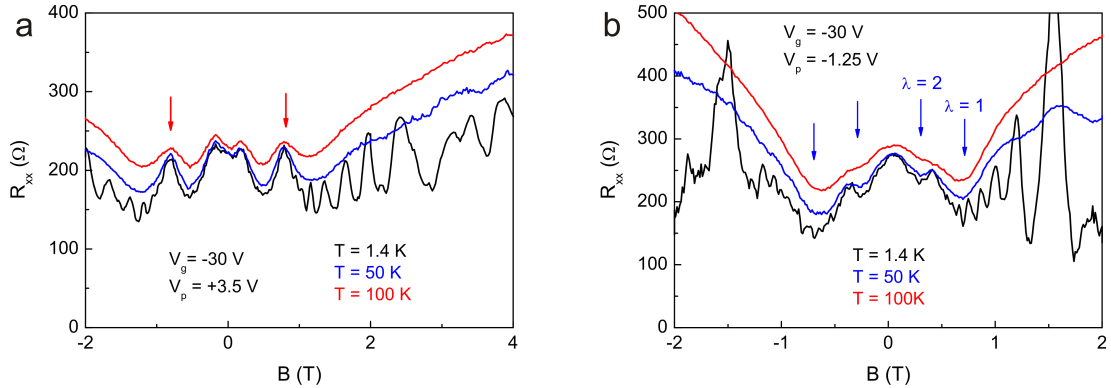 a
R_xx (Ω)
400
300
200
100
0
V_g = -30 V
V_p = +3.5 V
T = 1.4 K
T = 50 K
T = 100 K
-2
0
2
4
B (T)
b
R_xx (Ω)
500
400
300
200
100
0
V_g = -30 V
V_p = -1.25 V
λ = 2
λ = 1
T = 1.4 K
T = 50 K
T = 100K
-2
-1
0
1
2
B (T)